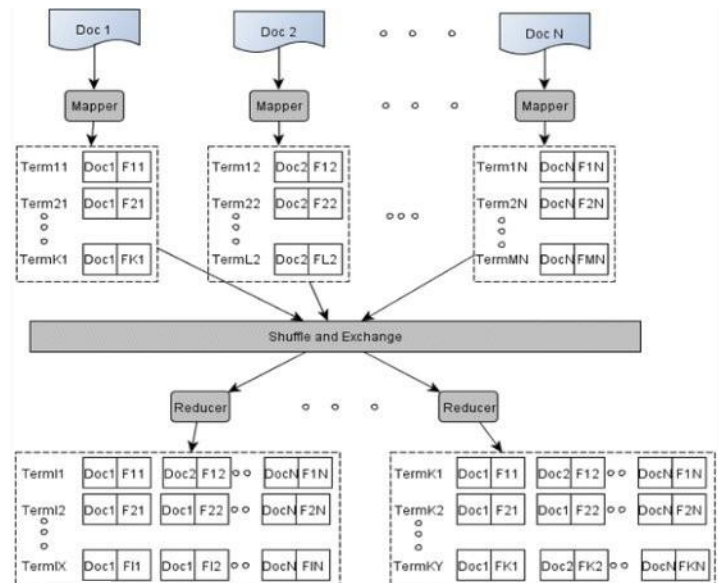 Doc 1 Doc 2 Doc N
Mapper Mapper Mapper
Term11 Doc1 F11 Term12 Doc2 F12 Term1N DocN F1N
Term21 Doc1 F21 Term22 Doc2 F22 Term2N DocN F2N
TermK1 Doc1 FK1 TermL2 Doc2 FL2 TermMN DocN FMN
Shuffle and Exchange
Reducer Reducer
TermI1 Doc1 F11 Doc2 F12 DocN F1N TermK1 Doc1 F11 Doc2 F12 DocN F1N
TermI2 Doc1 F21 Doc1 F22 DocN F2N TermK2 Doc1 F21 Doc1 F22 DocN F2N
TermIX Doc1 FI1 Doc1 FI2 DocN FIN TermKY Doc1 FK1 Doc2 FK2 DocN FKN